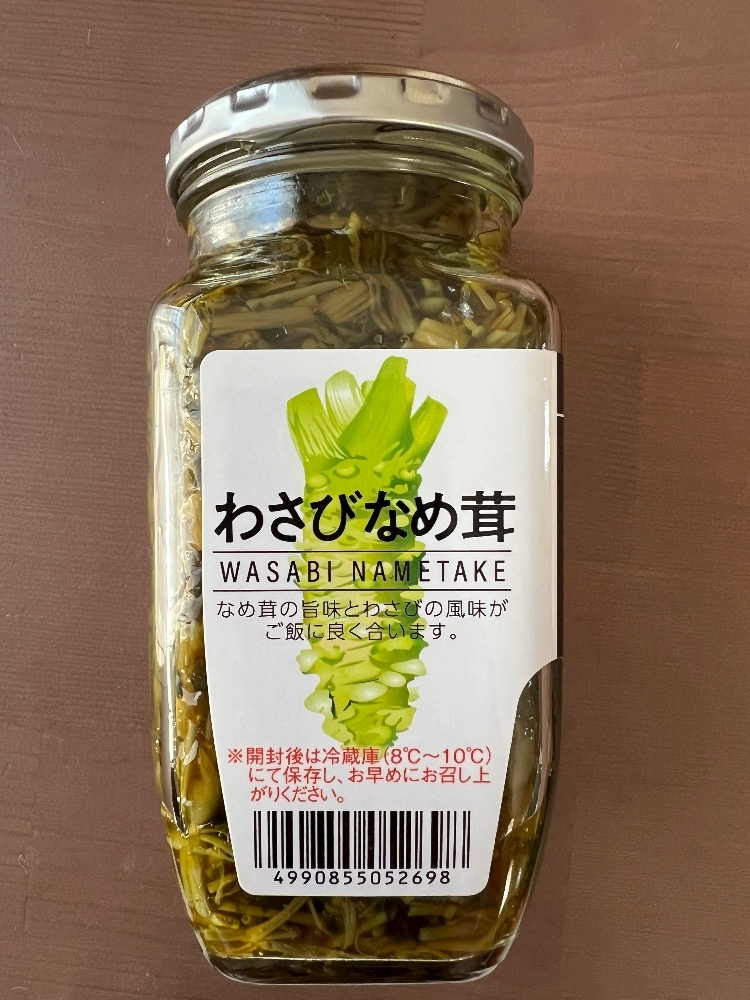 わさびなめ茸
WASABI NAMETAKE
なめ茸の旨味とわさびの風味が
ご飯に良く合います。
※開封後は冷蔵庫(8℃〜10℃)
にて保存し、お早めにお召し上
がりください。
4990855052698